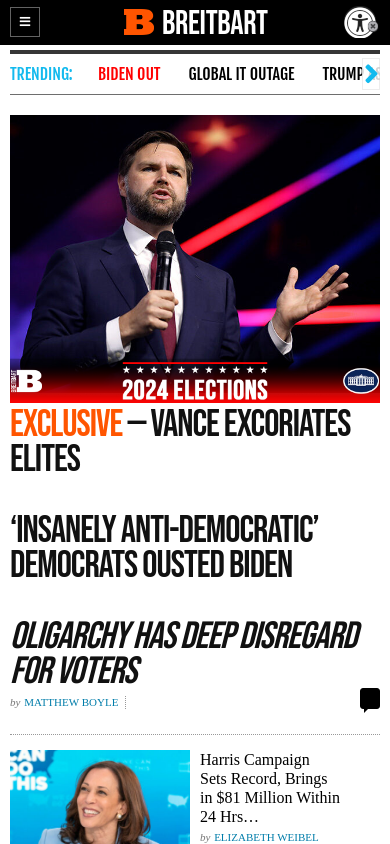 BREITBART
TRENDING: BIDEN OUT GLOBAL IT OUTAGE TRUMP
BREITBART B
2024 ELECTIONS
EXCLUSIVE — VANCE EXCORIATES
ELITES
‘INSANELY ANTI-DEMOCRATIC’
DEMOCRATS OUSTED BIDEN
OLIGARCHY HAS DEEP DISREGARD
FOR VOTERS
by MATTHEW BOYLE
CAN
DO
THIS
Harris Campaign
Sets Record, Brings
in $81 Million Within
24 Hrs…
by ELIZABETH WEIBEL